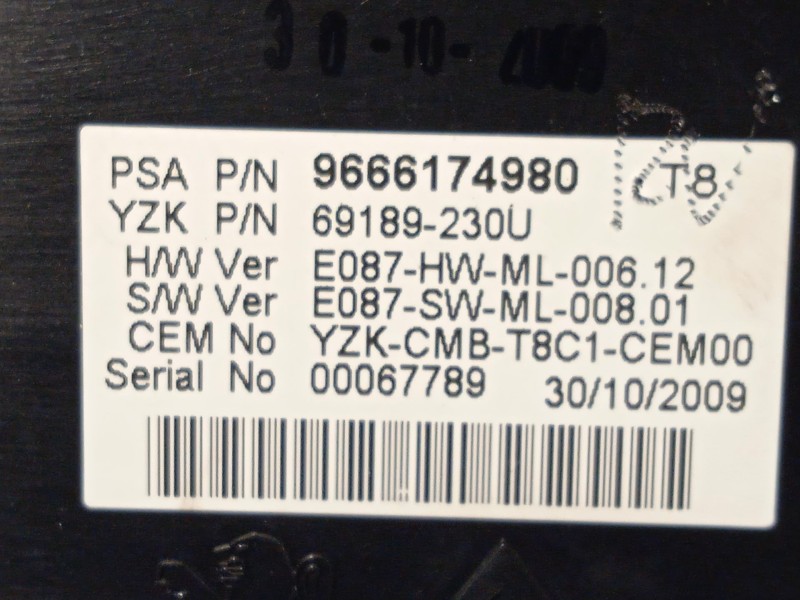 30-10-2009
PSA P/N 9666174980 T8
YZK P/N 69189-230U
H/W Ver E087-HW-ML-006.12
S/W Ver E087-SW-ML-008.01
CEM No YZK-CMB-T8C1-CEM00
Serial No 00067789 30/10/2009